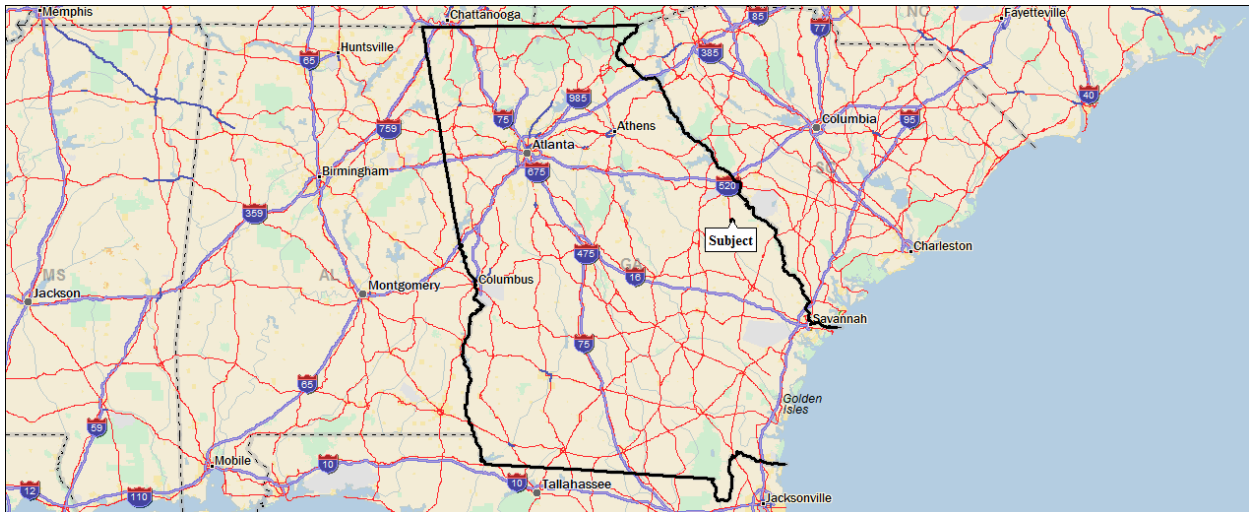 Memphis
Chattanooga
85
NC
Fayetteville
77
Huntsville
65
385
985
40
75
759
Athens
Columbia
95
Atlanta
Birmingham
675
520
SC
359
Subject
Charleston
475
GA
16
MS
AL
Columbus
Jackson
Montgomery
Savannah
75
65
Golden
Isles
59
Mobile
10
10
Tallahassee
12
110
Jacksonville